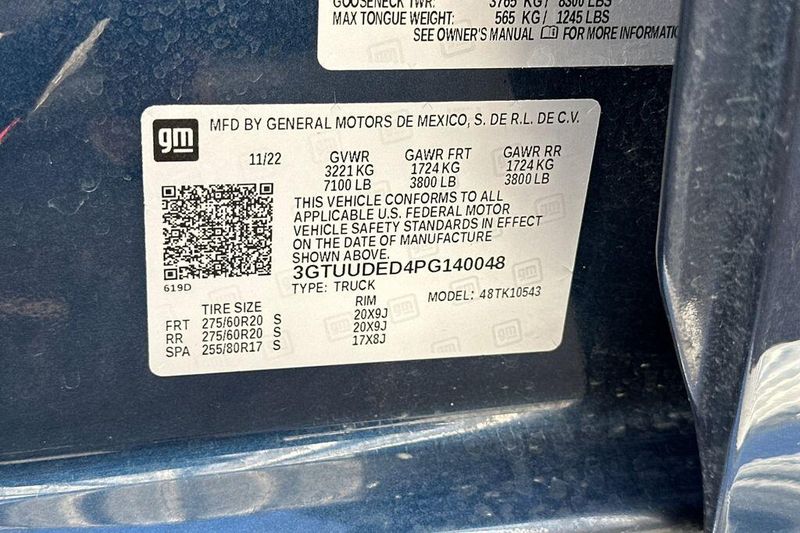 GOOSENECK TWR: 3765 KG/ 8300 LBS
MAX TONGUE WEIGHT: 565 KG/ 1245 LBS
SEE OWNER'S MANUAL FOR MORE INFORMATION
gm MFD BY GENERAL MOTORS DE MEXICO, S. DE R.L. DE C.V.
11/22 GVWR GAWR FRT GAWR RR
3221 KG 1724 KG 1724 KG
7100 LB 3800 LB 3800 LB
THIS VEHICLE CONFORMS TO ALL
APPLICABLE U.S. FEDERAL MOTOR
VEHICLE SAFETY STANDARDS IN EFFECT
ON THE DATE OF MANUFACTURE
SHOWN ABOVE.
619D
3GTUUDED4PG140048
TYPE: TRUCK MODEL: 48TK10543
TIRE SIZE RIM
FRT 275/60R20 S 20X9J
RR 275/60R20 S 20X9J
SPA 255/80R17 S 17X8J